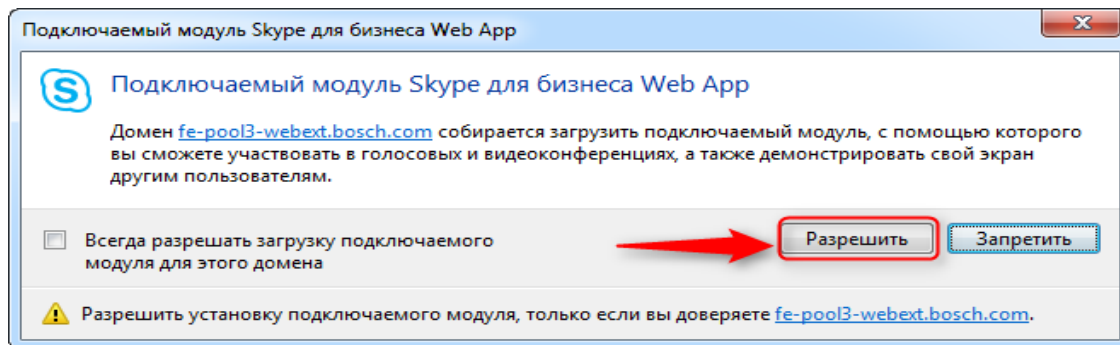 Подключаемый модуль Skype для бизнеса Web App
Подключаемый модуль Skype для бизнеса Web App
Домен fe-pool3-webext.bosch.com собирается загрузить подключаемый модуль, с помощью которого
вы сможете участвовать в голосовых и видеоконференциях, а также демонстрировать свой экран
другим пользователям.
Всегда разрешать загрузку подключаемого
модуля для этого домена
Разрешить
Запретить
Разрешить установку подключаемого модуля, только если вы доверяете fe-pool3-webext.bosch.com.